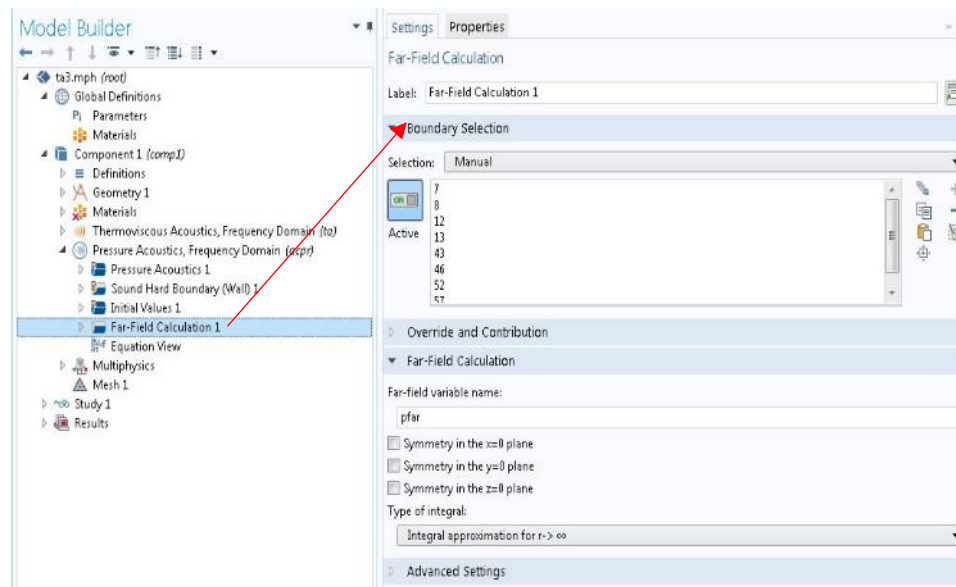 Model Builder
ta3.mph (root)
Global Definitions
Pi Parameters
Materials
Component 1 (comp1)
Definitions
Geometry 1
Materials
Thermoviscous Acoustics, Frequency Domain (ta)
Pressure Acoustics, Frequency Domain (acpr)
Pressure Acoustics 1
Sound Hard Boundary (Wall) 1
Initial Values 1
Far-Field Calculation 1
Equation View
Multiphysics
Mesh 1
Study 1
Results
Settings Properties
Far-Field Calculation
Label: Far-Field Calculation 1
Boundary Selection
Selection: Manual
ON
Active
7
8
12
13
43
46
52
57
Override and Contribution
Far-Field Calculation
Far-field variable name:
pfar
Symmetry in the x=0 plane
Symmetry in the y=0 plane
Symmetry in the z=0 plane
Type of integral:
Integral approximation for r-> ∞
Advanced Settings